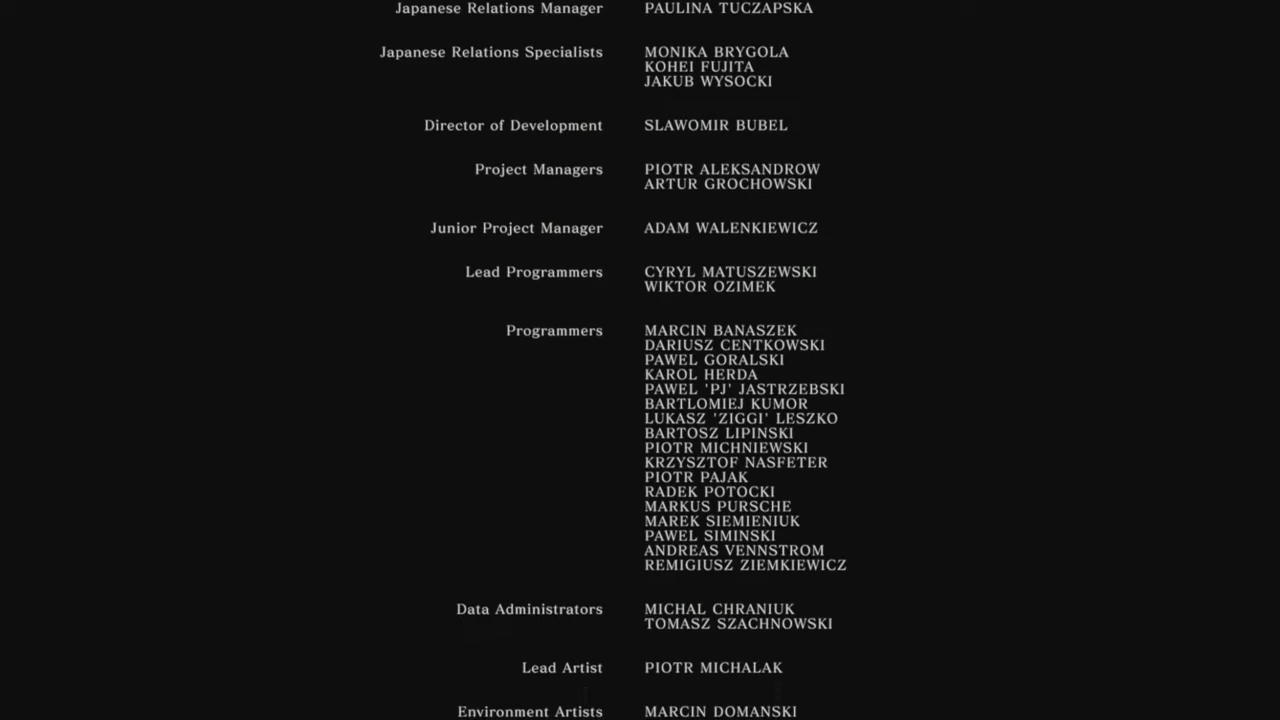 Japanese Relations Manager PAULINA TUCZAPSKA
Japanese Relations Specialists MONIKA BRYGOLA
KOHEI FUJITA
JAKUB WYSOCKI
Director of Development SLAWOMIR BUBEL
Project Managers PIOTR ALEKSANDROW
ARTUR GROCHOWSKI
Junior Project Manager ADAM WALENKIEWICZ
Lead Programmers CYRYL MATUSZEWSKI
WIKTOR OZIMEK
Programmers MARCIN BANASZEK
DARIUSZ CENTKOWSKI
PAWEL GORALSKI
KAROL HERDA
PAWEL 'PJ' JASTRZEBSKI
BARTLOMIEJ KUMOR
LUKASZ 'ZIGGI' LESZKO
BARTOSZ LIPINSKI
PIOTR MICHNIEWSKI
KRZYSZTOF NASFETER
PIOTR PAJAK
RADEK POTOCKI
MARKUS PURSCHE
MAREK SIEMIENIUK
PAWEL SIMINSKI
ANDREAS VENNSTROM
REMIGIUSZ ZIEMKIEWICZ
Data Administrators MICHAL CHRANIUK
TOMASZ SZACHNOWSKI
Lead Artist PIOTR MICHALAK
Environment Artists MARCIN DOMANSKI